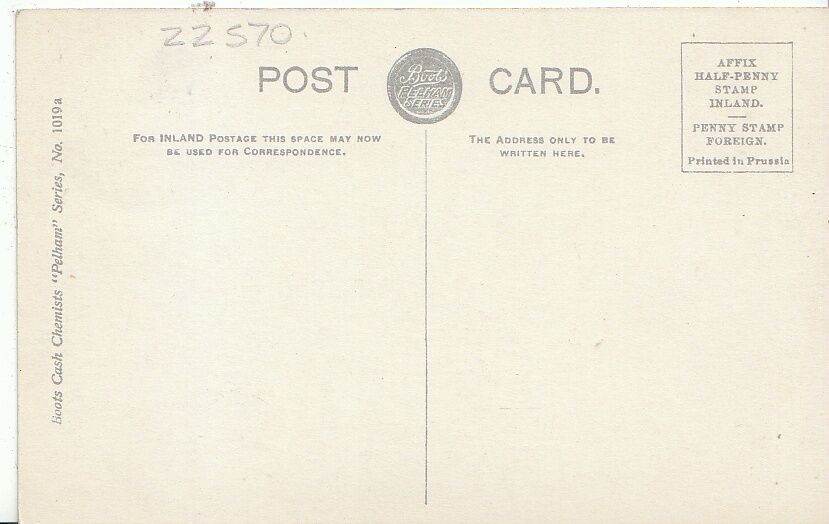 22570.
POST CARD.
Boots
PELHAM
SERIES
FOR INLAND POSTAGE THIS SPACE MAY NOW
BE USED FOR CORRESPONDENCE.
THE ADDRESS ONLY TO BE
WRITTEN HERE.
AFFIX
HALF-PENNY
STAMP
INLAND.
PENNY STAMP
FOREIGN.
Printed in Prussia
Boots Cash Chemists "Pelham" Series, No. 1019a